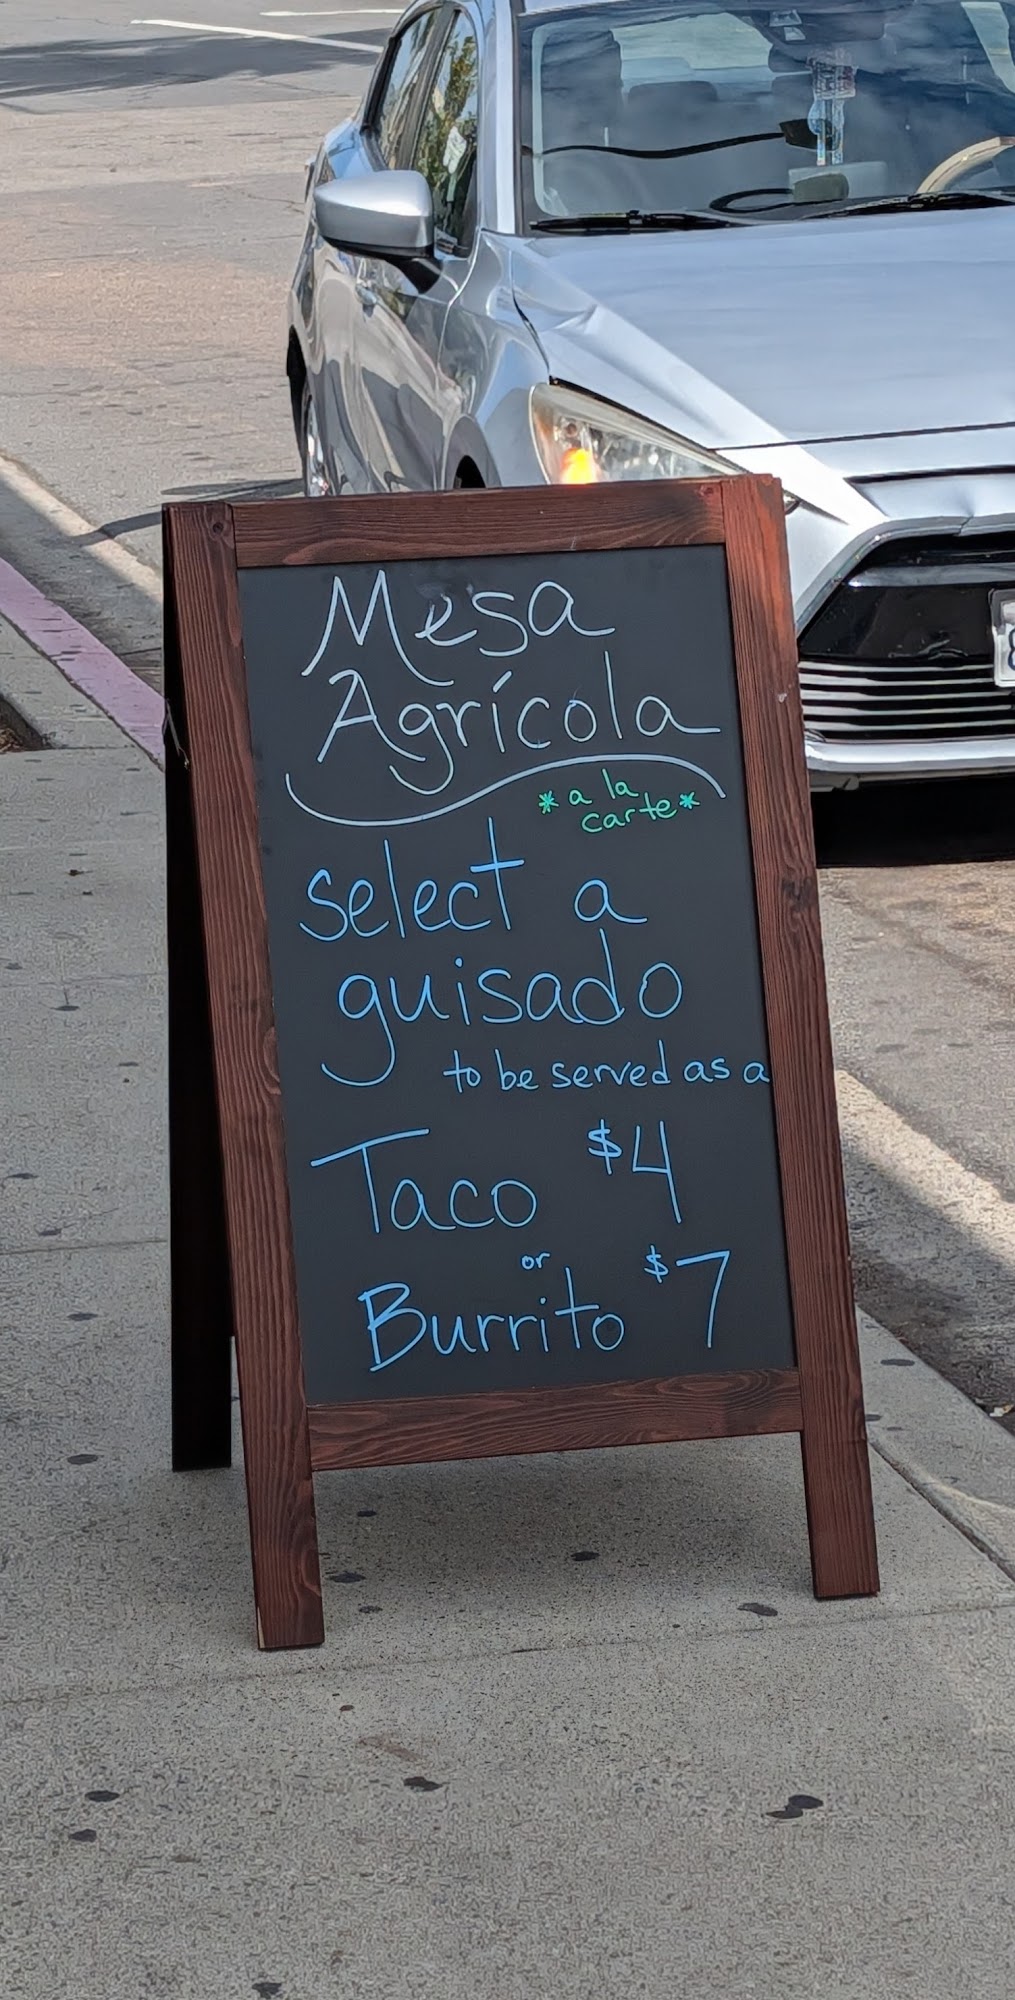 Mesa
Agrícola
*a la
carte*
select a
guisado
to be served as a
Taco $4
or
Burrito $7